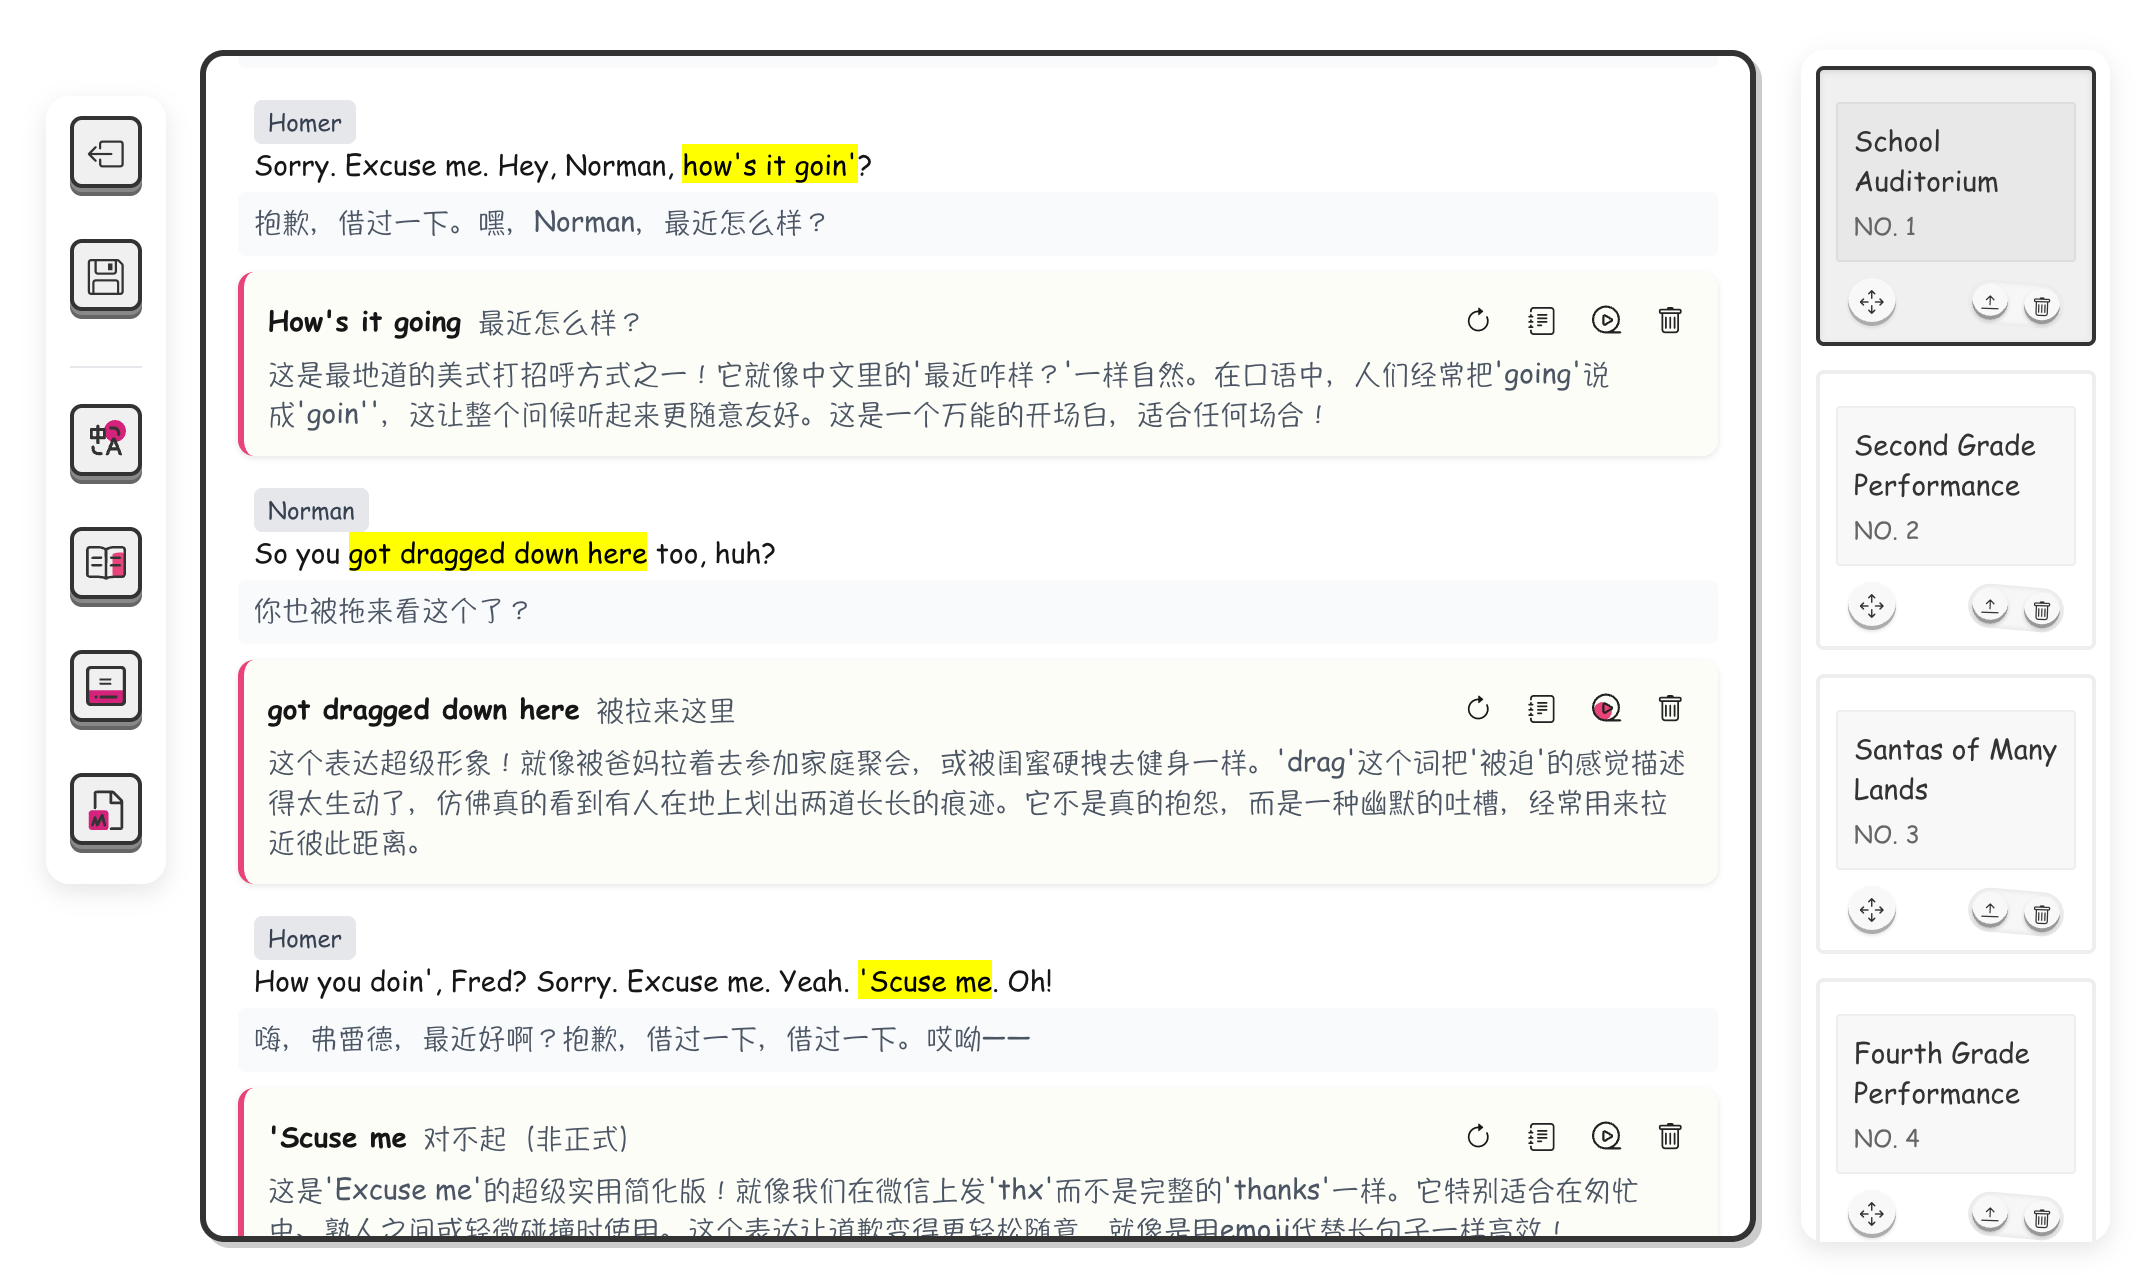 Homer
Sorry. Excuse me. Hey, Norman, how's it goin'?
抱歉，借过一下。嘿，Norman，最近怎么样？
How's it going 最近怎么样？
这是最地道的美式打招呼方式之一！它就像中文里的'最近咋样？'一样自然。在口语中，人们经常把'going'说
成'goin''，这让整个问候听起来更随意友好。这是一个万能的开场白，适合任何场合！
Norman
So you got dragged down here too, huh?
你也被拖来看这个了？
got dragged down here 被拉来这里
这个表达超级形象！就像被爸妈拉着去参加家庭聚会，或被闺蜜硬拽去健身一样。'drag'这个词把'被迫'的感觉描述
得太生动了，仿佛真的看到有人在地上划出两道长长的痕迹。它不是真的抱怨，而是一种幽默的吐槽，经常用来拉
近彼此距离。
Homer
How you doin', Fred? Sorry. Excuse me. Yeah. 'Scuse me. Oh!
嗨，弗雷德，最近好啊？抱歉，借过一下，借过一下。哎呦——
'Scuse me 对不起（非正式）
这是'Excuse me'的超级实用简化版！就像我们在微信上发'thx'而不是完整的'thanks'一样。它特别适合在匆忙
中、熟人之间或轻微碰撞时使用。这个表达让道歉变得更轻松随意，就像是用emoji代替长句子一样高效！
School
Auditorium
NO. 1
Second Grade
Performance
NO. 2
Santas of Many
Lands
NO. 3
Fourth Grade
Performance
NO. 4